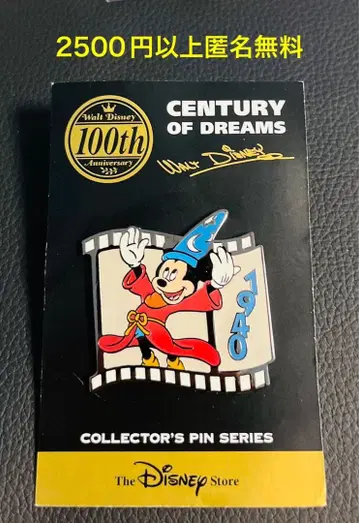 2500円以上匿名無料
Walt Disney
100th
Anniversary
CENTURY
OF DREAMS
WALT DISNEY
1940
COLLECTOR'S PIN SERIES
The Disney Store